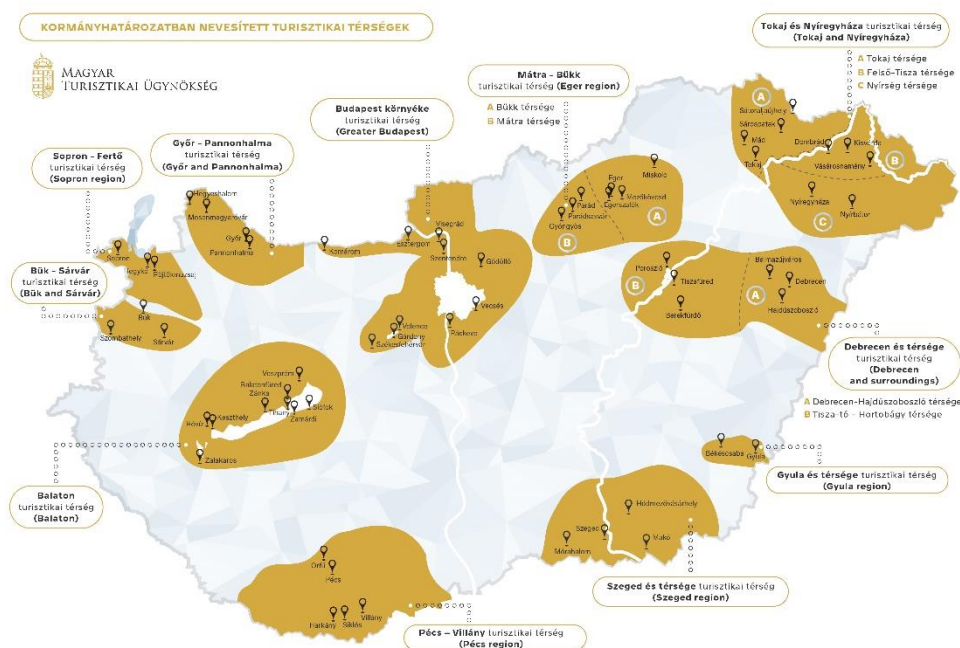 KORMÁNYHATÁROZATBAN NEVESÍTETT TURISZTIKAI TÉRSÉGEK
MAGYAR
TURISZTIKAI ÜGYNÖKSÉG
Tokaj és Nyíregyháza turisztikai térség
(Tokaj and Nyíregyháza)
A Tokaj térsége
B Felső-Tisza térsége
C Nyírség térsége
Mátra – Bükk
turisztikai térség
(Eger region)
A Bükk térsége
B Mátra térsége
Budapest környéke
turisztikai térség
(Greater Budapest)
Győr – Pannonhalma
turisztikai térség
(Győr and Pannonhalma)
Sopron – Fertő
turisztikai térség
(Sopron region)
Bük – Sárvár
turisztikai térség
(Bük and Sárvár)
Balaton
turisztikai térség
(Balaton)
Pécs – Villány turisztikai térség
(Pécs region)
Szeged és térsége turisztikai térség
(Szeged region)
Gyula és térsége turisztikai térség
(Gyula region)
Debrecen és térsége
turisztikai térség
(Debrecen
and surroundings)
A Debrecen-Hajdúszoboszló térsége
B Tisza-tó – Hortobágy térsége
A
Sátoraljaújhely
Sárospatak
Mád
Tokaj
Dombrád
Kisvárda
Vásárosnamény
B
Nyíregyháza
Nyírbátor
C
Miskolc
Eger
Egerszalók
Mezőkövesd
Parád
Parádsasvár
Gyöngyös
A
B
Poroszló
Tiszafüred
Berekfürdő
B
Balmazújváros
Debrecen
Hajdúszoboszló
A
Hegyeshalom
Mosonmagyaróvár
Győr
Pannonhalma
Komárom
Esztergom
Visegrád
Szentendre
Gödöllő
Vecsés
Ráckeve
Velence
Gárdony
Székesfehérvár
Sopron
Fertőrákos
Bük
Szombathely
Sárvár
Veszprém
Balatonfüred
Zánka
Tihany
Siófok
Zamárdi
Keszthely
Hévíz
Zalakaros
Békéscsaba
Gyula
Hódmezővásárhely
Szeged
Makó
Mórahalom
Orfű
Pécs
Villány
Siklós
Harkány